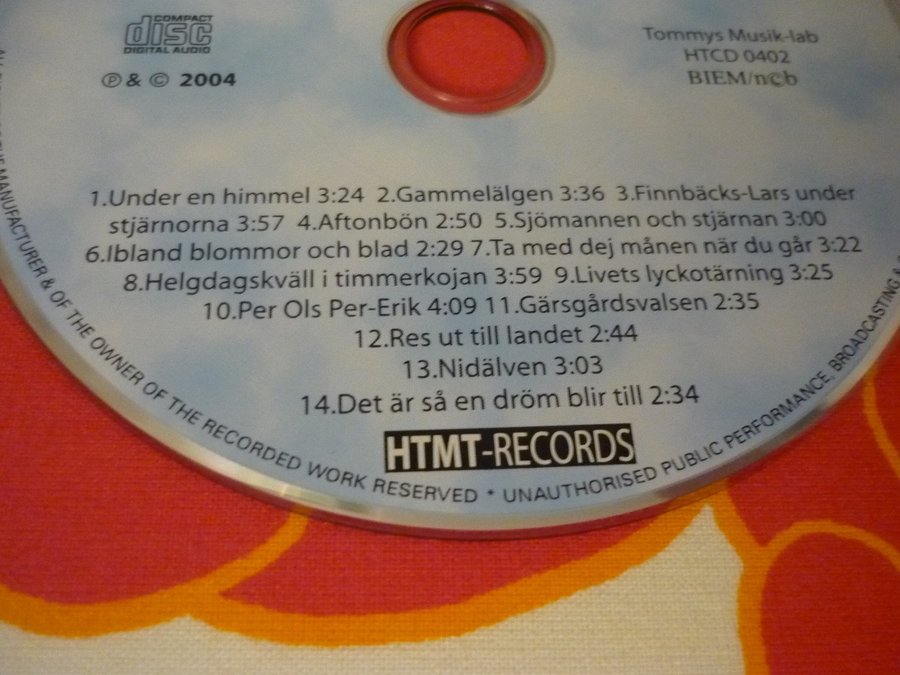 COMPACT
disc
DIGITAL AUDIO
℗ & © 2004
Tommys Musik-lab
HTCD 0402
BIEM/n©b
1.Under en himmel 3:24 2.Gammelälgen 3:36 3.Finnbäcks-Lars under
stjärnorna 3:57 4.Aftonbön 2:50 5.Sjömannen och stjärnan 3:00
6.Ibland blommor och blad 2:29 7.Ta med dej månen när du går 3:22
8.Helgdagskväll i timmerkojan 3:59 9.Livets lyckotärning 3:25
10.Per Ols Per-Erik 4:09 11.Gärsgårdsvalsen 2:35
12.Res ut till landet 2:44
13.Nidälven 3:03
14.Det är så en dröm blir till 2:34
HTMT-RECORDS
MANUFACTURER & OF THE OWNER OF THE RECORDED WORK RESERVED * UNAUTHORISED PUBLIC PERFORMANCE, BROADCASTING &